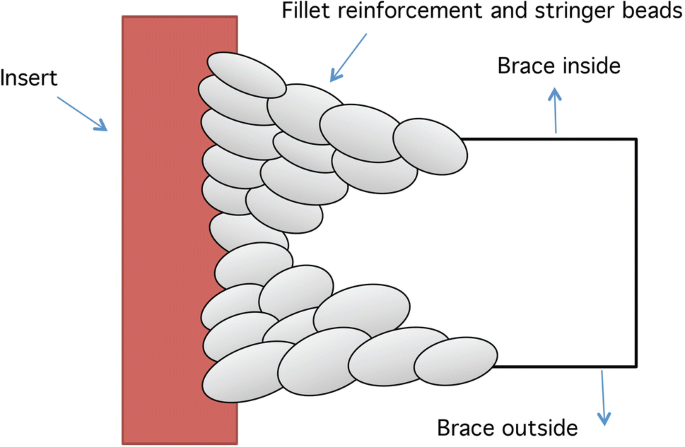 Fillet reinforcement and stringer beads
Brace inside
Insert
Brace outside